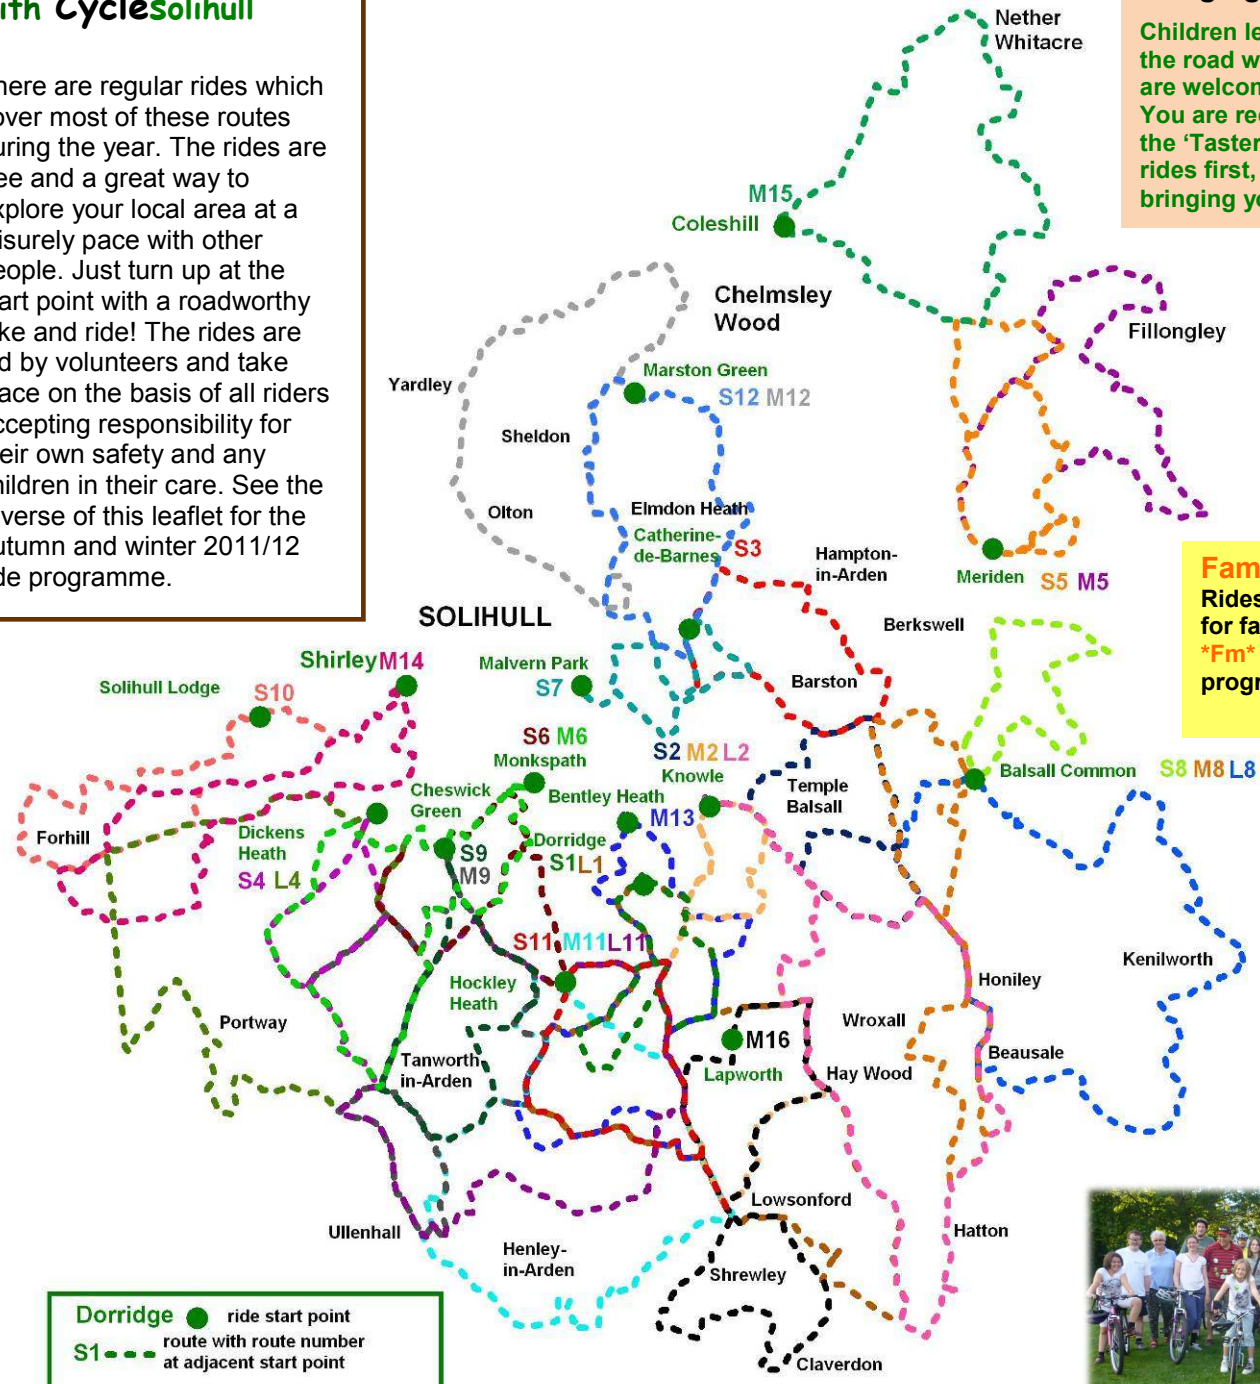 ith Cyclesolihull
here are regular rides which
over most of these routes
uring the year. The rides are
ee and a great way to
xplore your local area at a
isurely pace with other
eople. Just turn up at the
art point with a roadworthy
ke and ride! The rides are
d by volunteers and take
ace on the basis of all riders
ccepting responsibility for
eir own safety and any
hildren in their care. See the
verse of this leaflet for the
utumn and winter 2011/12
de programme.
Children le
the road w
are welcon
You are re
the ‘Taster
rides first,
bringing yo
Nether
Whitacre
M15
Coleshill
Chelmsley
Wood
Fillongley
Yardley
Marston Green
S12 M12
Sheldon
Olton
Elmdon Heath
Catherine-
de-Barnes
S3
Hampton-
in-Arden
Meriden S5 M5
Fam
Rides
for fa
*Fm*
progr
SOLIHULL
Berkswell
Shirley M14
Malvern Park
S7
Solihull Lodge
S10
Barston
S6 M6
Monkspath
S2 M2 L2
Knowle
Temple
Balsall
Balsall Common S8 M8 L8
Cheswick
Green
Bentley Heath
M13
Forhill
Dickens
Heath
S4 L4
S9
M9
Dorridge
S1 L1
S11 M11 L11
Hockley
Heath
Honiley
Kenilworth
Portway
Wroxall
M16
Lapworth
Tanworth
in-Arden
Hay Wood
Beausale
Lowsonford
Ullenhall
Henley-
in-Arden
Hatton
Shrewley
Claverdon
Dorridge ride start point
S1 route with route number
at adjacent start point